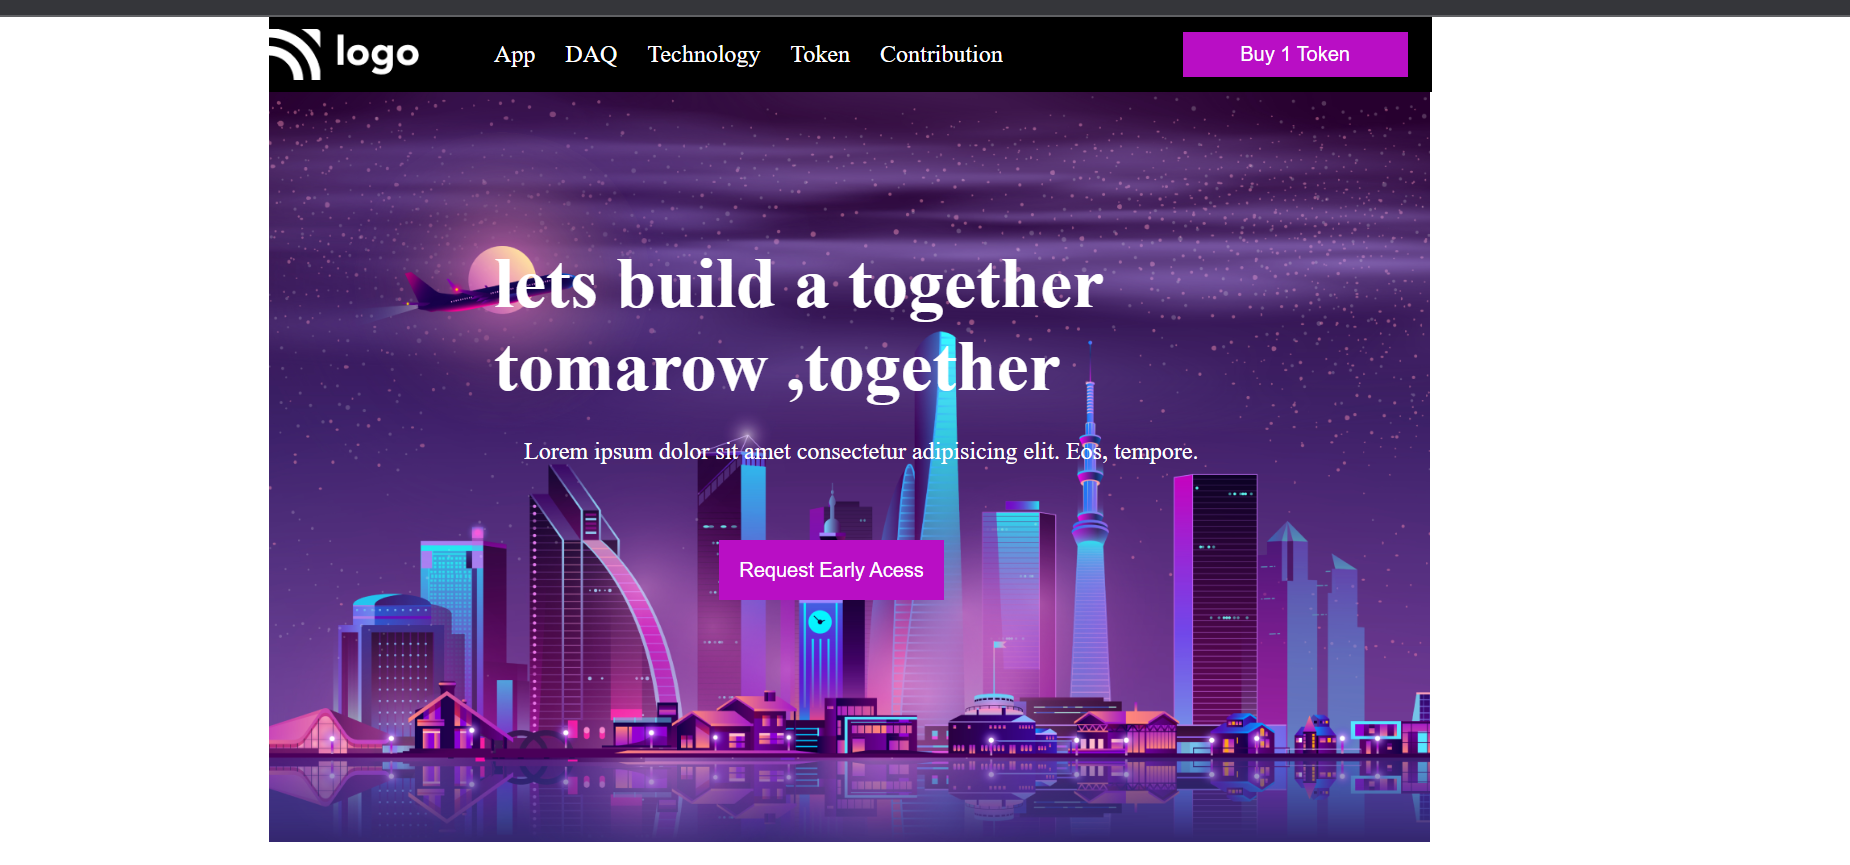 logo
App DAQ Technology Token Contribution
Buy 1 Token
lets build a together
tomarow ,together
Lorem ipsum dolor sit amet consectetur adipisicing elit. Eos, tempore.
Request Early Acess